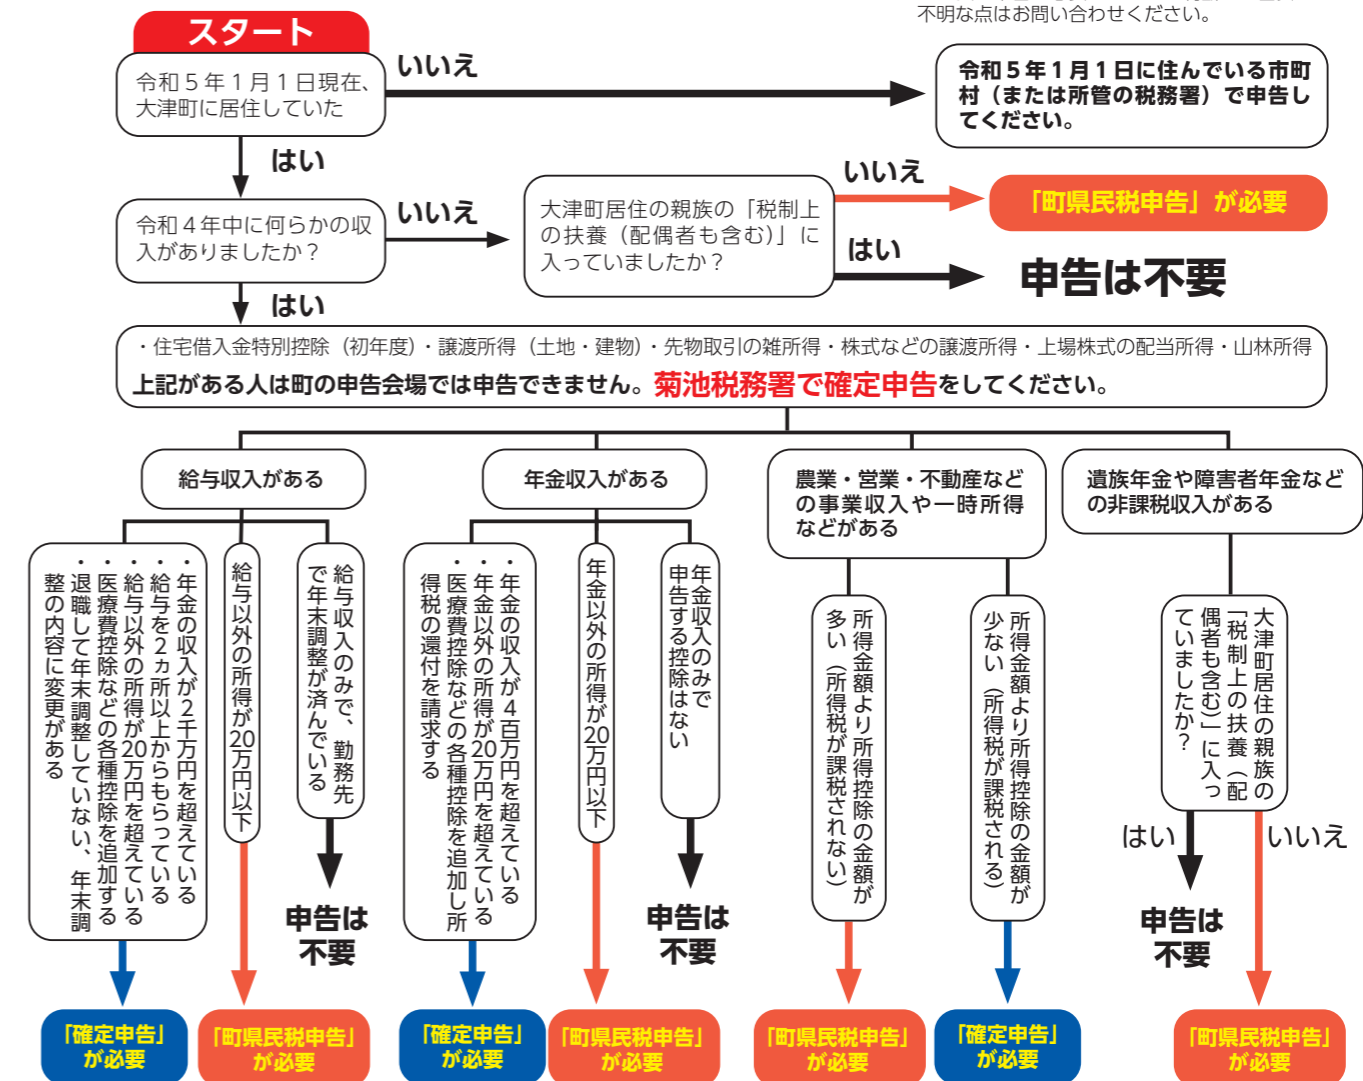 不明な点はお問い合わせください。
スタート
令和５年１月１日現在、
大津町に居住していた
いいえ
令和５年１月１日に住んでいる市町
村（または所管の税務署）で申告し
てください。
はい
令和４年中に何らかの収
入がありましたか？
いいえ
大津町居住の親族の「税制上
の扶養（配偶者も含む）」に
入っていましたか？
いいえ
「町県民税申告」が必要
はい
申告は不要
はい
・住宅借入金特別控除（初年度）・譲渡所得（土地・建物）・先物取引の雑所得・株式などの譲渡所得・上場株式の配当所得・山林所得
上記がある人は町の申告会場では申告できません。菊池税務署で確定申告をしてください。
給与収入がある
・年金の収入が２千万円を超えている
・給与を２ヵ所以上からもらっている
・給与以外の所得が20万円を超えている
・医療費控除などの各種控除を追加する
・退職して年末調整していない、年末調
整の内容に変更がある
「確定申告」
が必要
給与以外の所得が20万円以下
「町県民税申告」
が必要
給与収入のみで、勤務先
で年末調整が済んでいる
申告は
不要
年金収入がある
・年金の収入が４百万円を超えている
・年金以外の所得が20万円を超えている
・医療費控除などの各種控除を追加し所
得税の還付を請求する
「確定申告」
が必要
年金以外の所得が20万円以下
「町県民税申告」
が必要
年金収入のみで
申告する控除はない
申告は
不要
農業・営業・不動産など
の事業収入や一時所得
などがある
所得金額より所得控除の金額が
多い（所得税が課税されない）
「町県民税申告」
が必要
所得金額より所得控除の金額が
少ない（所得税が課税される）
「確定申告」
が必要
遺族年金や障害者年金など
の非課税収入がある
大津町居住の親族の
「税制上の扶養（配
偶者も含む）」に入っ
ていましたか？
はい
申告は
不要
いいえ
「町県民税申告」
が必要